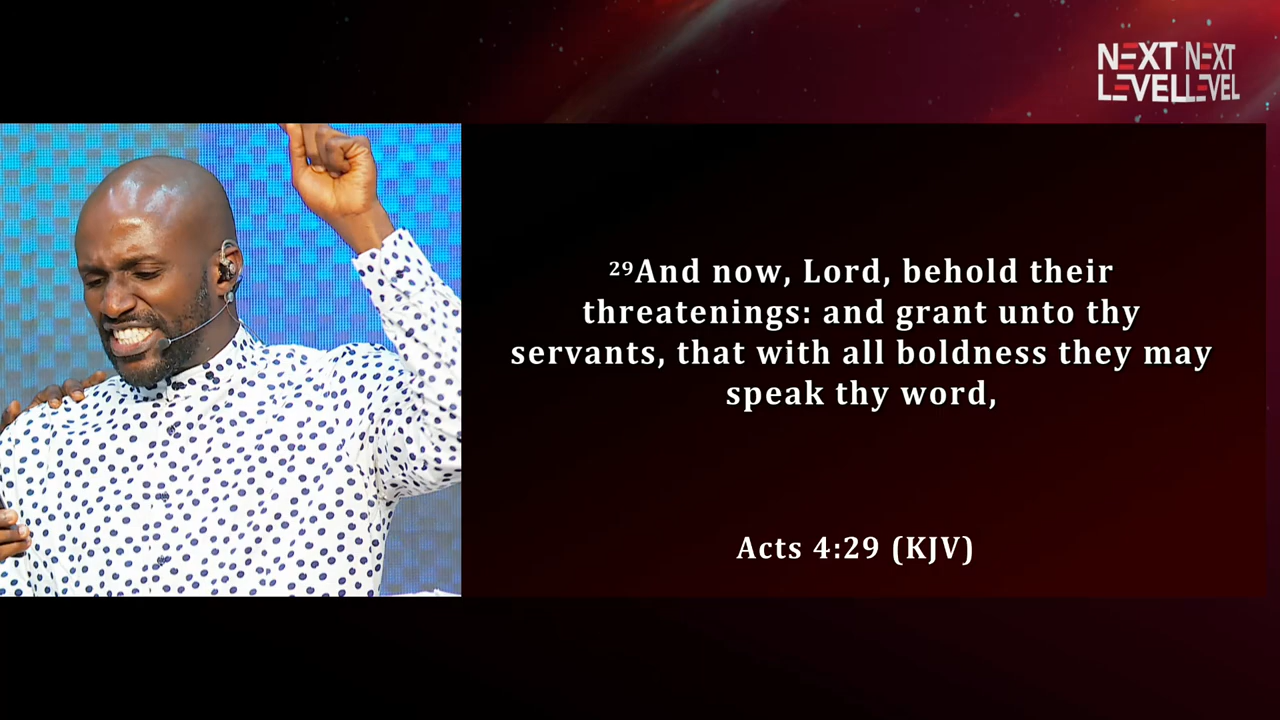 NEXT NEXT
LEVEL LEVEL
29And now, Lord, behold their
threatenings: and grant unto thy
servants, that with all boldness they may
speak thy word,
Acts 4:29 (KJV)